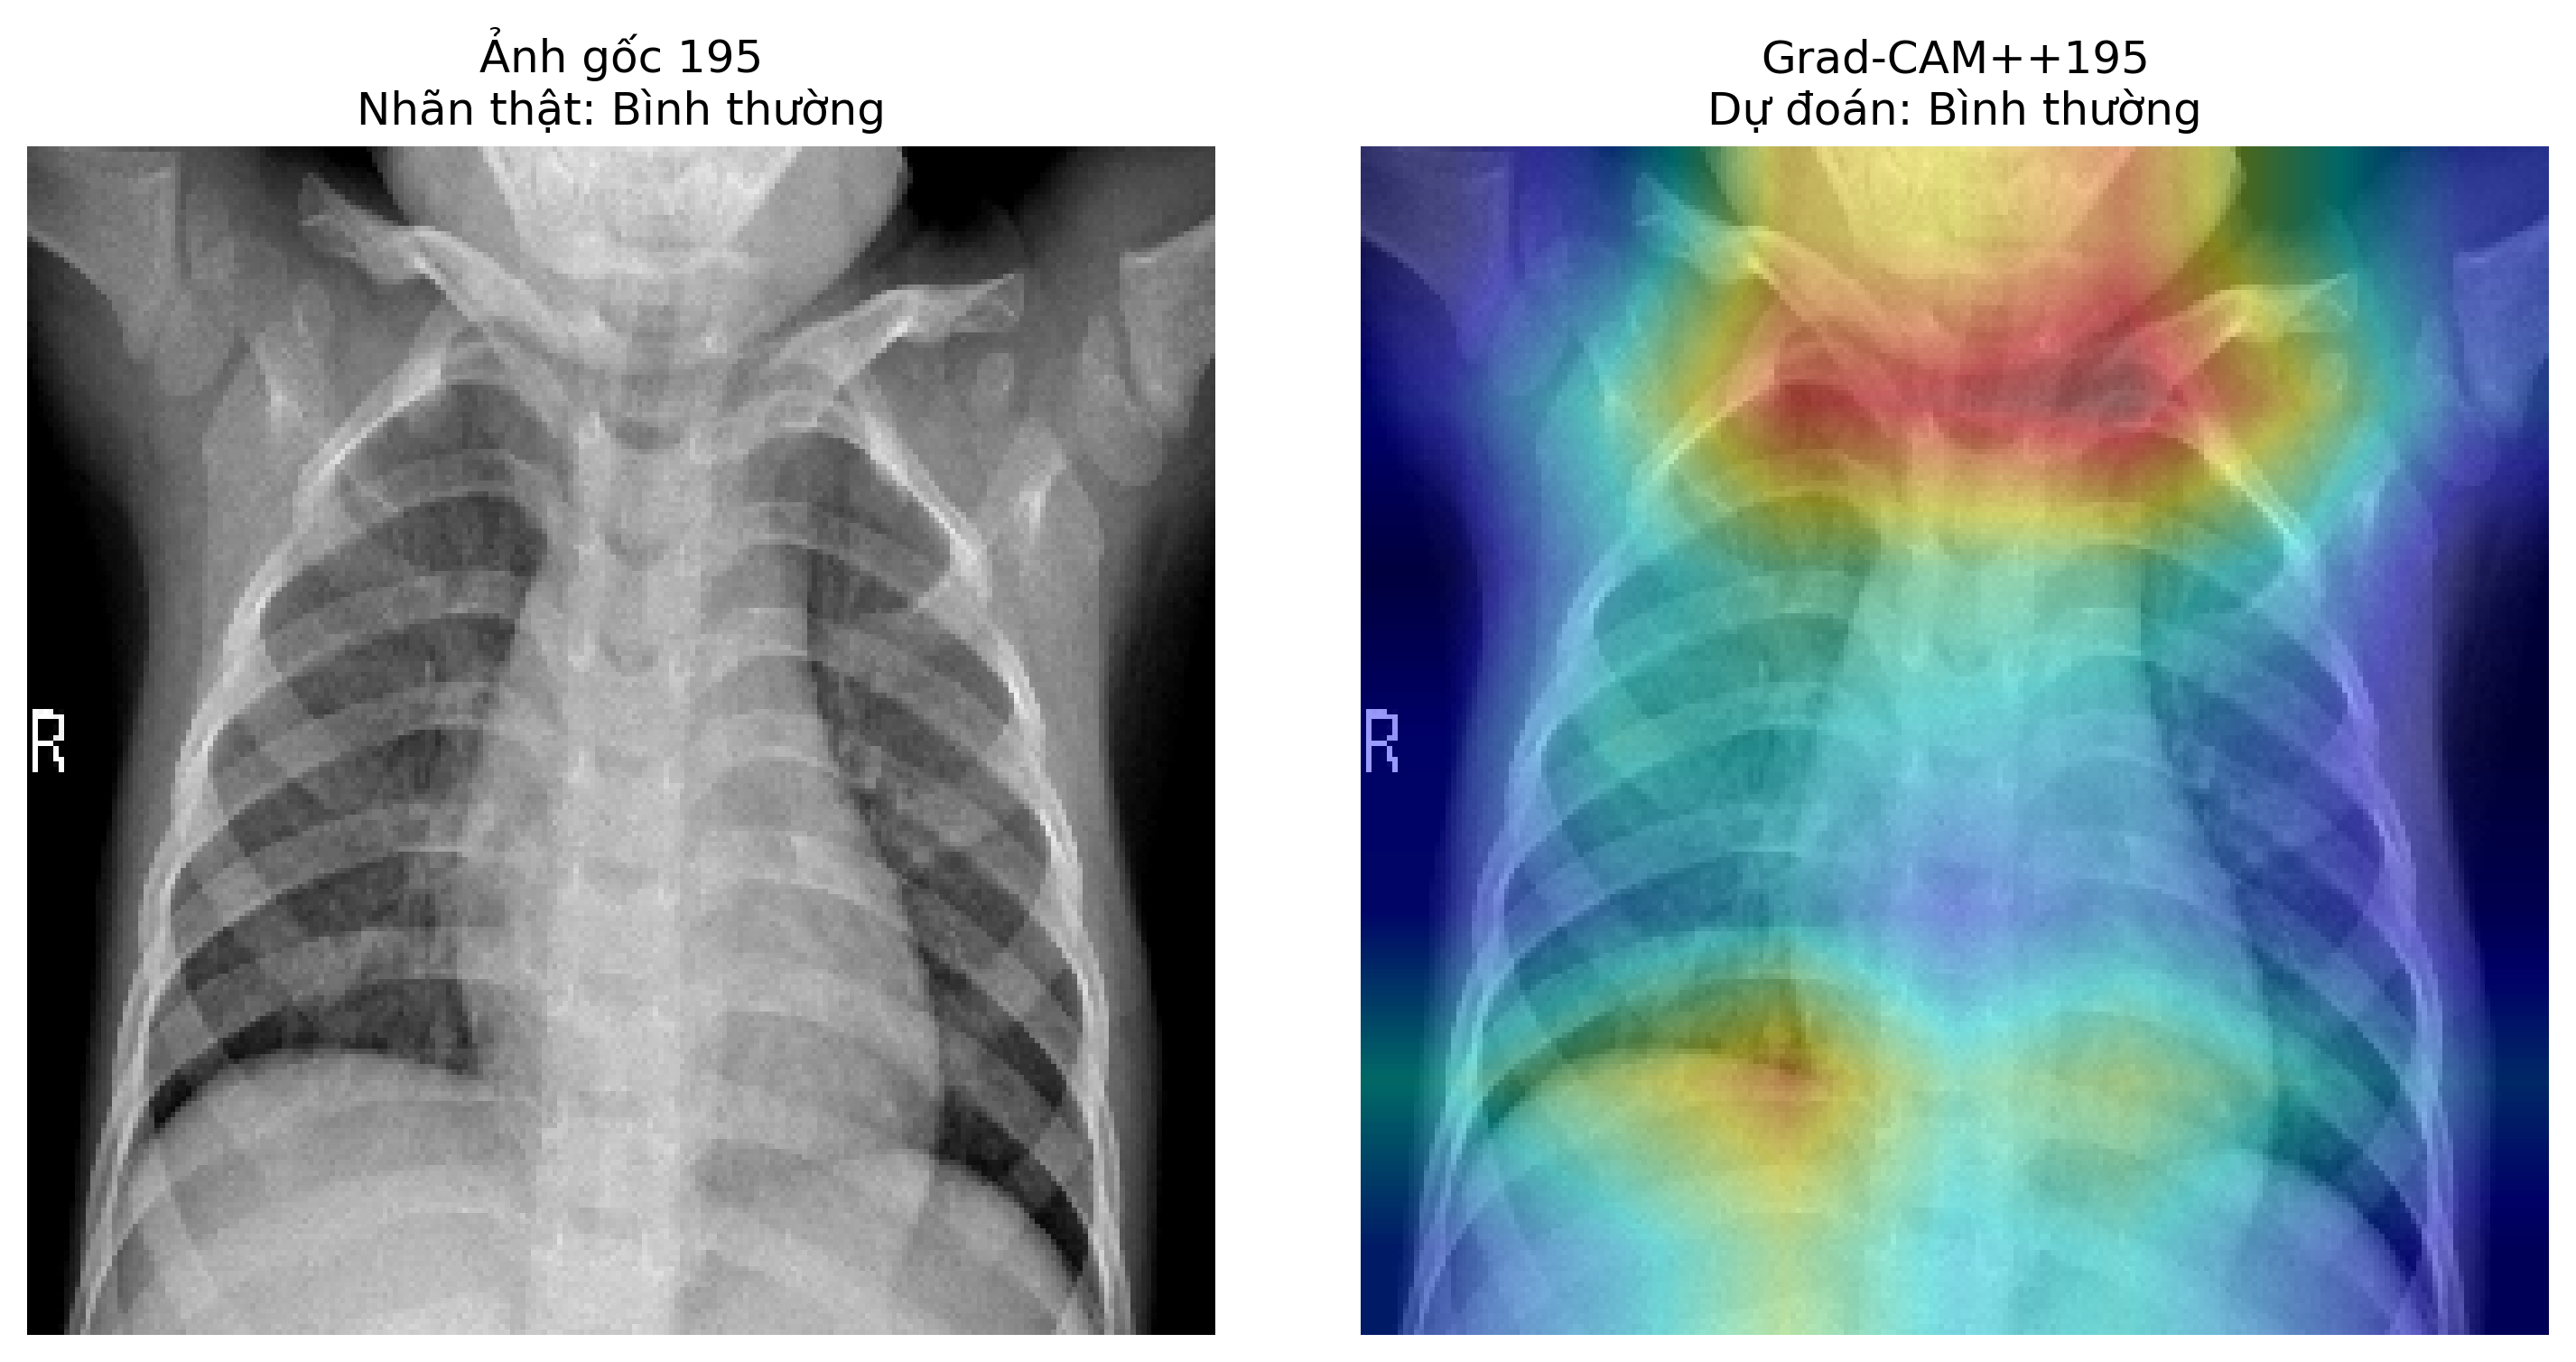 Ảnh gốc 195
Nhãn thật: Bình thường
Grad-CAM++195
Dự đoán: Bình thường
R
R